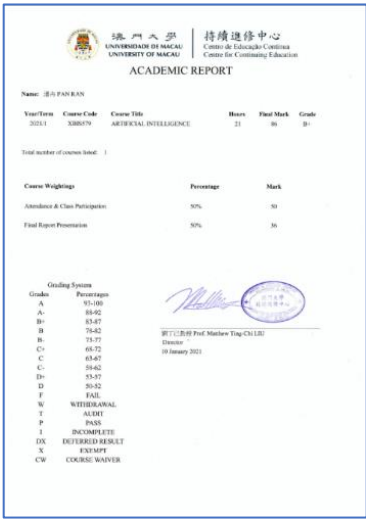 澳門大學
UNIVERSIDADE DE MACAU
UNIVERSITY OF MACAU
持續進修中心
Centro de Educação Contínua
Centre for Continuing Education
ACADEMIC REPORT
Name: PAN RAN
Year/Term Course Code Course Title Hours Final Mark Grade
2021/1 ARTIFICIAL INTELLIGENCE 21 86 B+
Total number of courses listed: 1
Course Weightings Percentage Mark
Attendance & Class Participation 50% 50
Final Report Presentation 50% 36
Grading System
Grades Percentages
A 93-100
A- 88-92
B+ 83-87
B 78-82
B- 73-77
C+ 68-72
C 63-67
C- 58-62
D+ 53-57
D 50-52
F FAIL
W WITHDRAWAL
T AUDIT
P PASS
I INCOMPLETE
DX DEFERRED RESULT
X EXEMPT
CW COURSE WAIVER
教授 Prof. Matthew Ting-Chi LIU
Director
10 January 2021